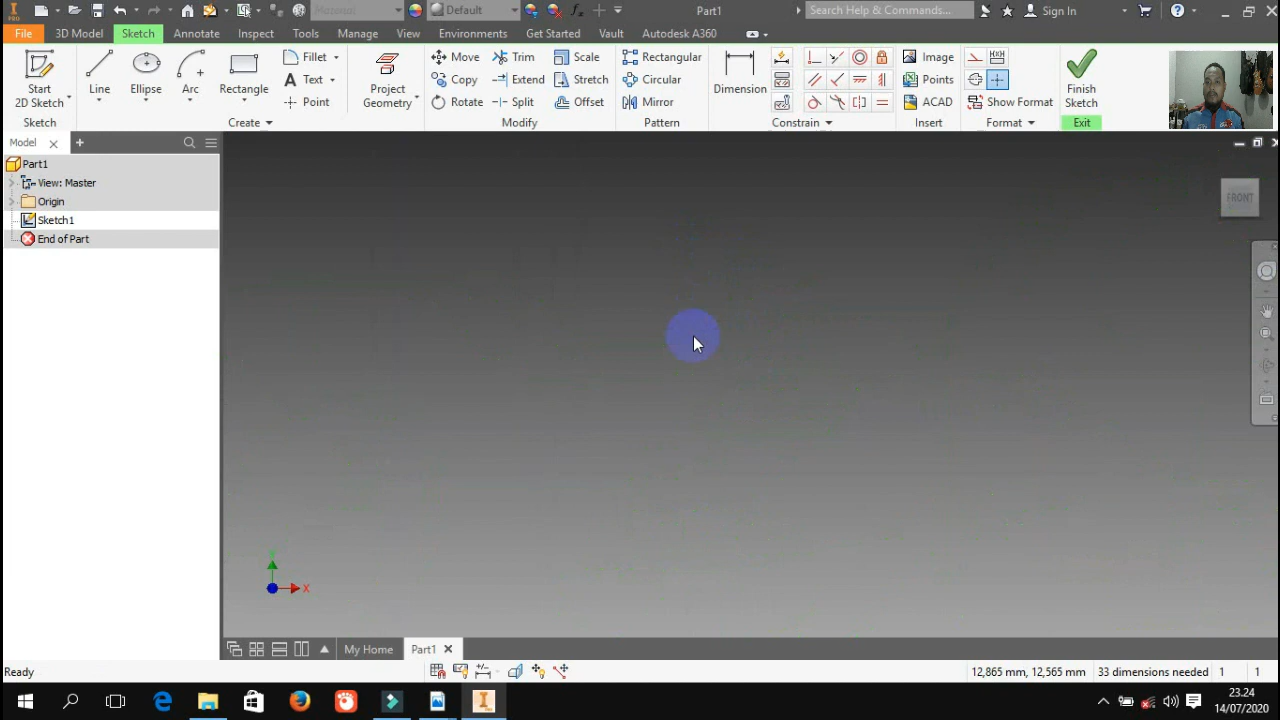 PRO
Material
Default
Part1
Search Help & Commands...
Sign In
File
3D Model
Sketch
Annotate
Inspect
Tools
Manage
View
Environments
Get Started
Vault
Autodesk A360
Start
2D Sketch
Line
Ellipse
Arc
Rectangle
Fillet
Text
Point
Project
Geometry
Move
Trim
Scale
Copy
Extend
Stretch
Rotate
Split
Offset
Rectangular
Circular
Mirror
Dimension
Image
Points
ACAD
Show Format
Finish
Sketch
Sketch
Create
Modify
Pattern
Constrain
Insert
Format
Exit
Model
Part1
View: Master
Origin
Sketch1
End of Part
FRONT
Y
X
My Home
Part1
Ready
12,865 mm, 12,565 mm
33 dimensions needed
1
1
23.24
14/07/2020